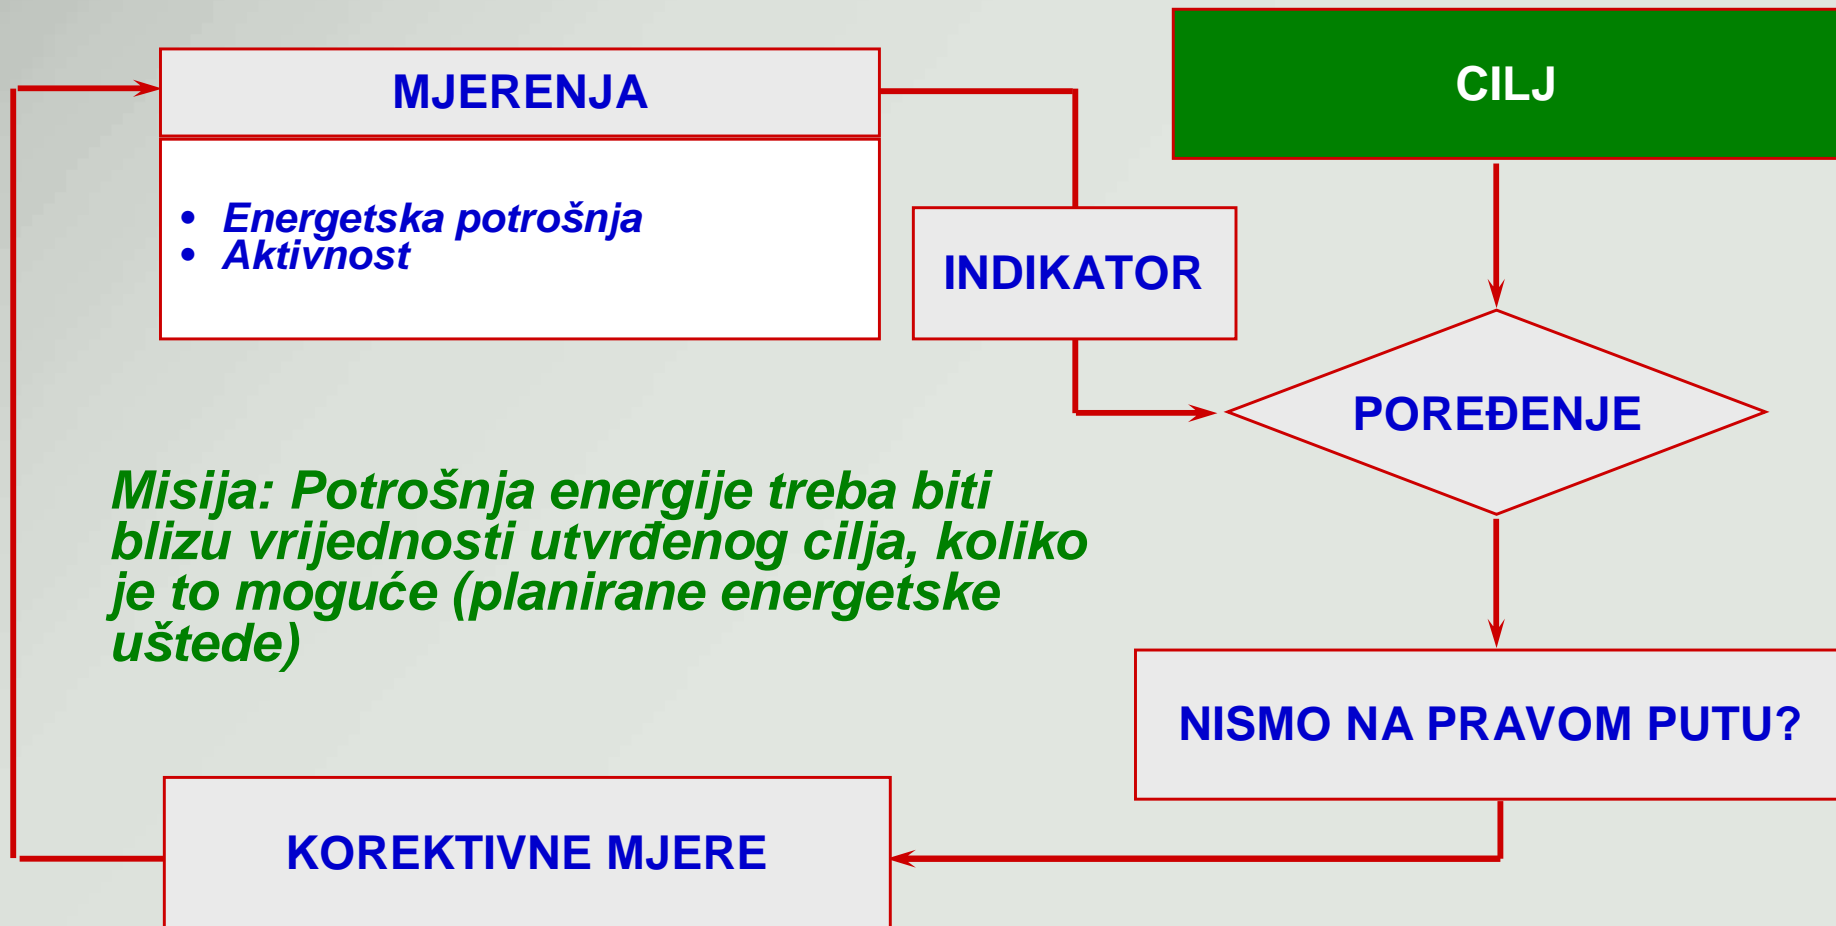 MJERENJA
• Energetska potrošnja
• Aktivnost
CILJ
INDIKATOR
POREĐENJE
Misija: Potrošnja energije treba biti
blizu vrijednosti utvrđenog cilja, koliko
je to moguće (planirane energetske
uštede)
NISMO NA PRAVOM PUTU?
KOREKTIVNE MJERE